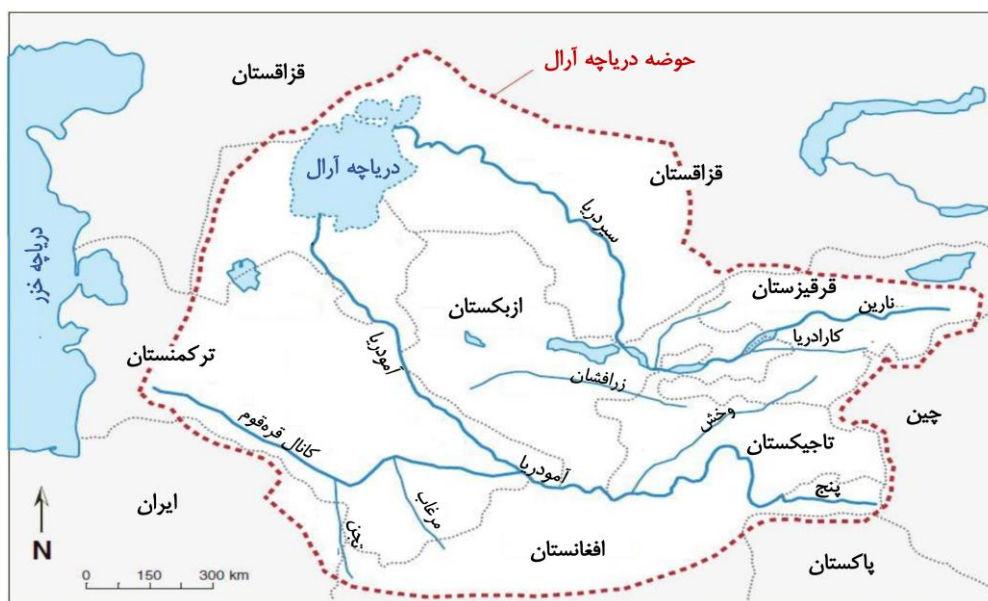 قزاقستان
حوضه دریاچه آرال
دریاچه آرال
قزاقستان
سیردریا
دریاچه خزر
قرقیزستان
نارین
ازبکستان
کارادریا
ترکمنستان
آمودریا
زرافشان
وخش
چین
تاجیکستان
کانال قره‌قوم
آمودریا
پنج
ایران
مرغاب
تجن
افغانستان
پاکستان
N
0 150 300 km